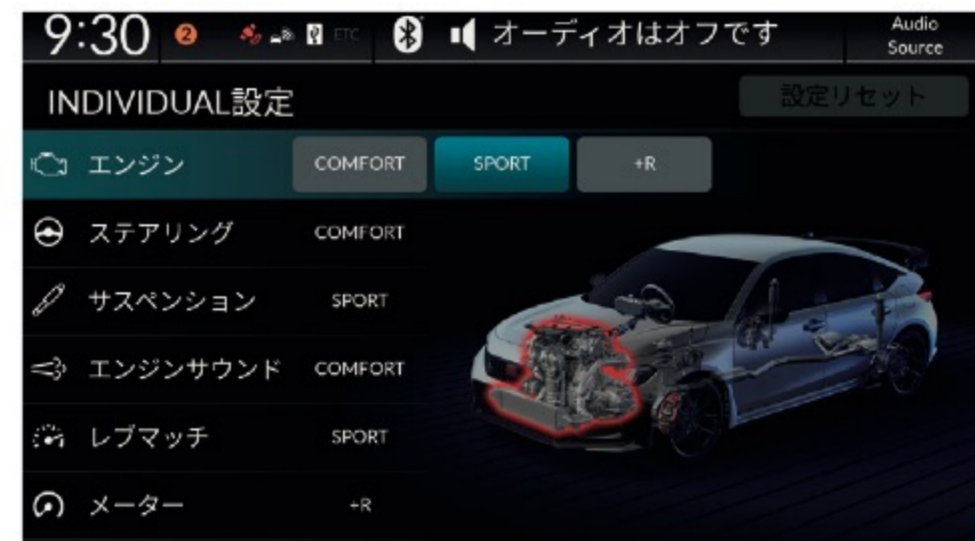 9:30 2 ETC オーディオはオフです Audio
Source
INDIVIDUAL設定 設定リセット
エンジン COMFORT SPORT +R
ステアリング COMFORT
サスペンション SPORT
エンジンサウンド COMFORT
レブマッチ SPORT
メーター +R